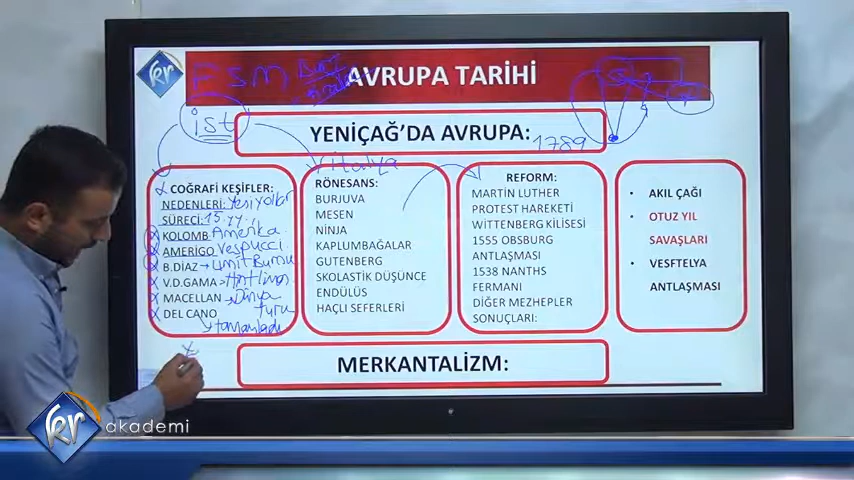 KR
FSM
AVRUPA TARİHİ
ist
YENİÇAĞ'DA AVRUPA: 1789
İtalya
COĞRAFİ KEŞİFLER:
NEDENLERİ: Yeni yollar
SÜRECİ: 15.yy.
KOLOMB Amerika
AMERİGO Vespucci
B.DİAZ → Ümit Burnu
V.D.GAMA → Hint
MACELLAN → Dünya
turu
DEL CANO
tamamladı
RÖNESANS:
BURJUVA
MESEN
NİNJA
KAPLUMBAĞALAR
GUTENBERG
SKOLASTİK DÜŞÜNCE
ENDÜLÜS
HAÇLI SEFERLERİ
REFORM:
MARTİN LUTHER
PROTEST HAREKETİ
WİTTENBERG KİLİSESİ
1555 OBSBURG
ANTLAŞMASI
1538 NANTHS
FERMANI
DİĞER MEZHEPLER
SONUÇLARI:
• AKIL ÇAĞI
• OTUZ YIL
SAVAŞLARI
• VESFTELYA
ANTLAŞMASI
MERKANTALİZM:
KR akademi